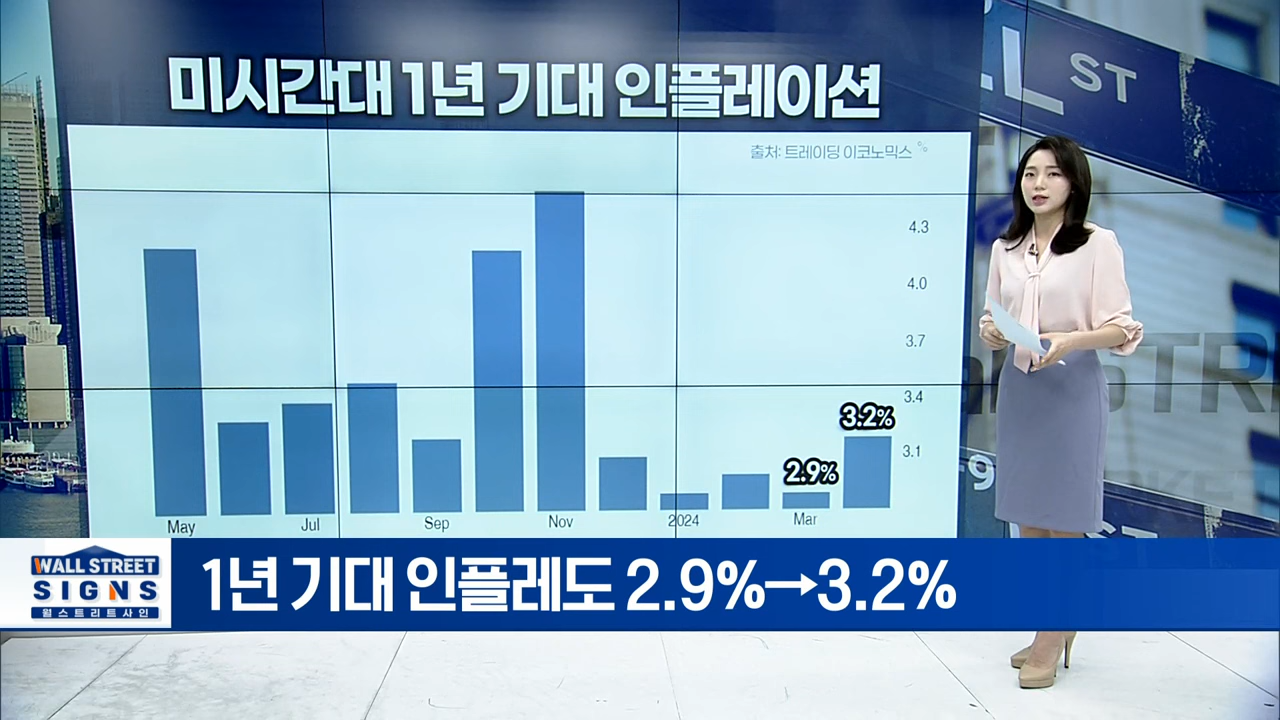 미시간대 1년 기대 인플레이션
출처: 트레이딩 이코노믹스
%
L ST
4.3
4.0
3.7
3.4
3.1
3.2%
2.9%
May
Jul
Sep
Nov
2024
Mar
STR
9
ST
WALL STREET
SIGNS
월스트리트사인
1년 기대 인플레도 2.9%→3.2%